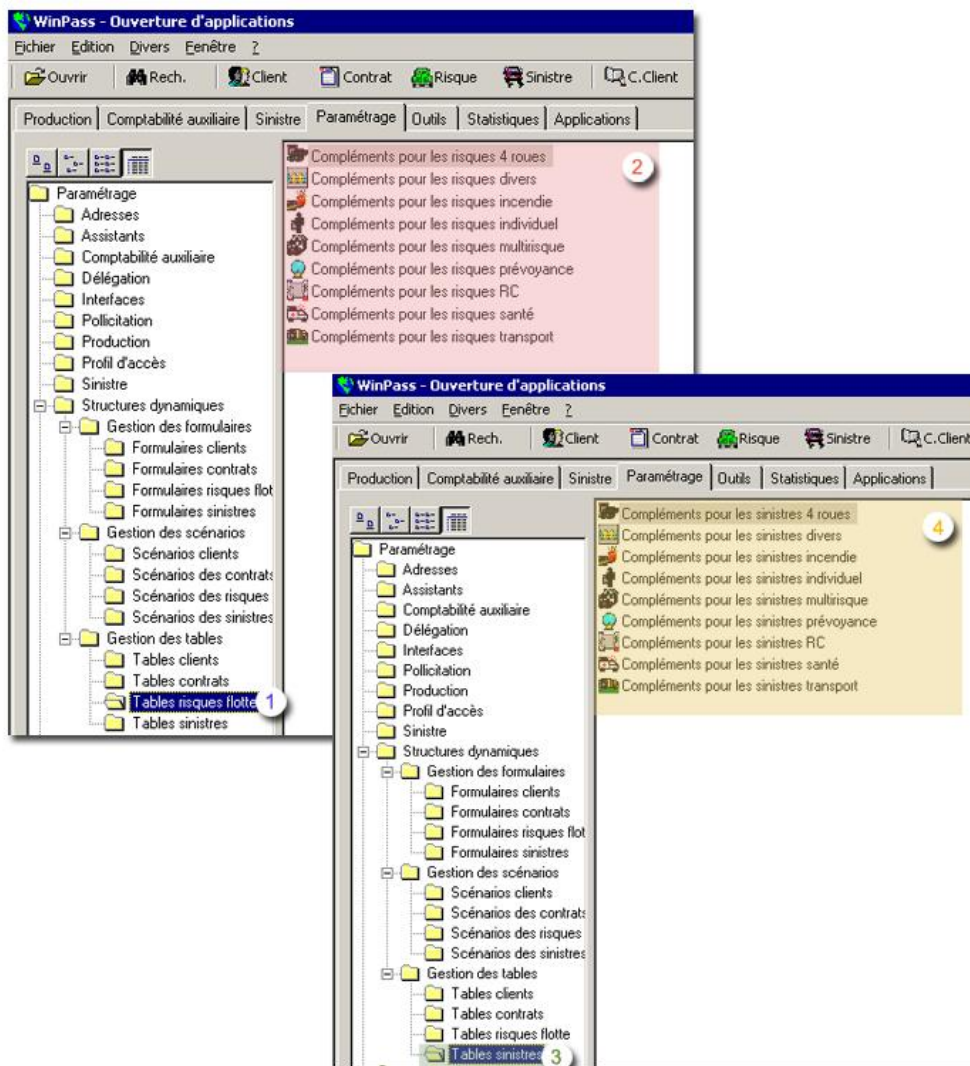 WinPass - Ouverture d'applications
Fichier Edition Divers Fenêtre ?
Ouvrir Rech. Client Contrat Risque Sinistre C.Client
Production Comptabilité auxiliaire Sinistre Paramétrage Outils Statistiques Applications
Paramétrage
Adresses
Assistants
Comptabilité auxiliaire
Délégation
Interfaces
Pollicitation
Production
Profil d'accès
Sinistre
Structures dynamiques
Gestion des formulaires
Formulaires clients
Formulaires contrats
Formulaires risques flot
Formulaires sinistres
Gestion des scénarios
Scénarios clients
Scénarios des contrats
Scénarios des risques
Scénarios des sinistres
Gestion des tables
Tables clients
Tables contrats
Tables risques flotte 1
Tables sinistres
Compléments pour les risques 4 roues
2
Compléments pour les risques divers
Compléments pour les risques incendie
Compléments pour les risques individuel
Compléments pour les risques multirisque
Compléments pour les risques prévoyance
Compléments pour les risques RC
Compléments pour les risques santé
Compléments pour les risques transport
WinPass - Ouverture d'applications
Fichier Edition Divers Fenêtre ?
Ouvrir Rech. Client Contrat Risque Sinistre C.Client
Production Comptabilité auxiliaire Sinistre Paramétrage Outils Statistiques Applications
Paramétrage
Adresses
Assistants
Comptabilité auxiliaire
Délégation
Interfaces
Pollicitation
Production
Profil d'accès
Sinistre
Structures dynamiques
Gestion des formulaires
Formulaires clients
Formulaires contrats
Formulaires risques flot
Formulaires sinistres
Gestion des scénarios
Scénarios clients
Scénarios des contrats
Scénarios des risques
Scénarios des sinistres
Gestion des tables
Tables clients
Tables contrats
Tables risques flotte
Tables sinistres 3
Compléments pour les sinistres 4 roues
4
Compléments pour les sinistres divers
Compléments pour les sinistres incendie
Compléments pour les sinistres individuel
Compléments pour les sinistres multirisque
Compléments pour les sinistres prévoyance
Compléments pour les sinistres RC
Compléments pour les sinistres santé
Compléments pour les sinistres transport